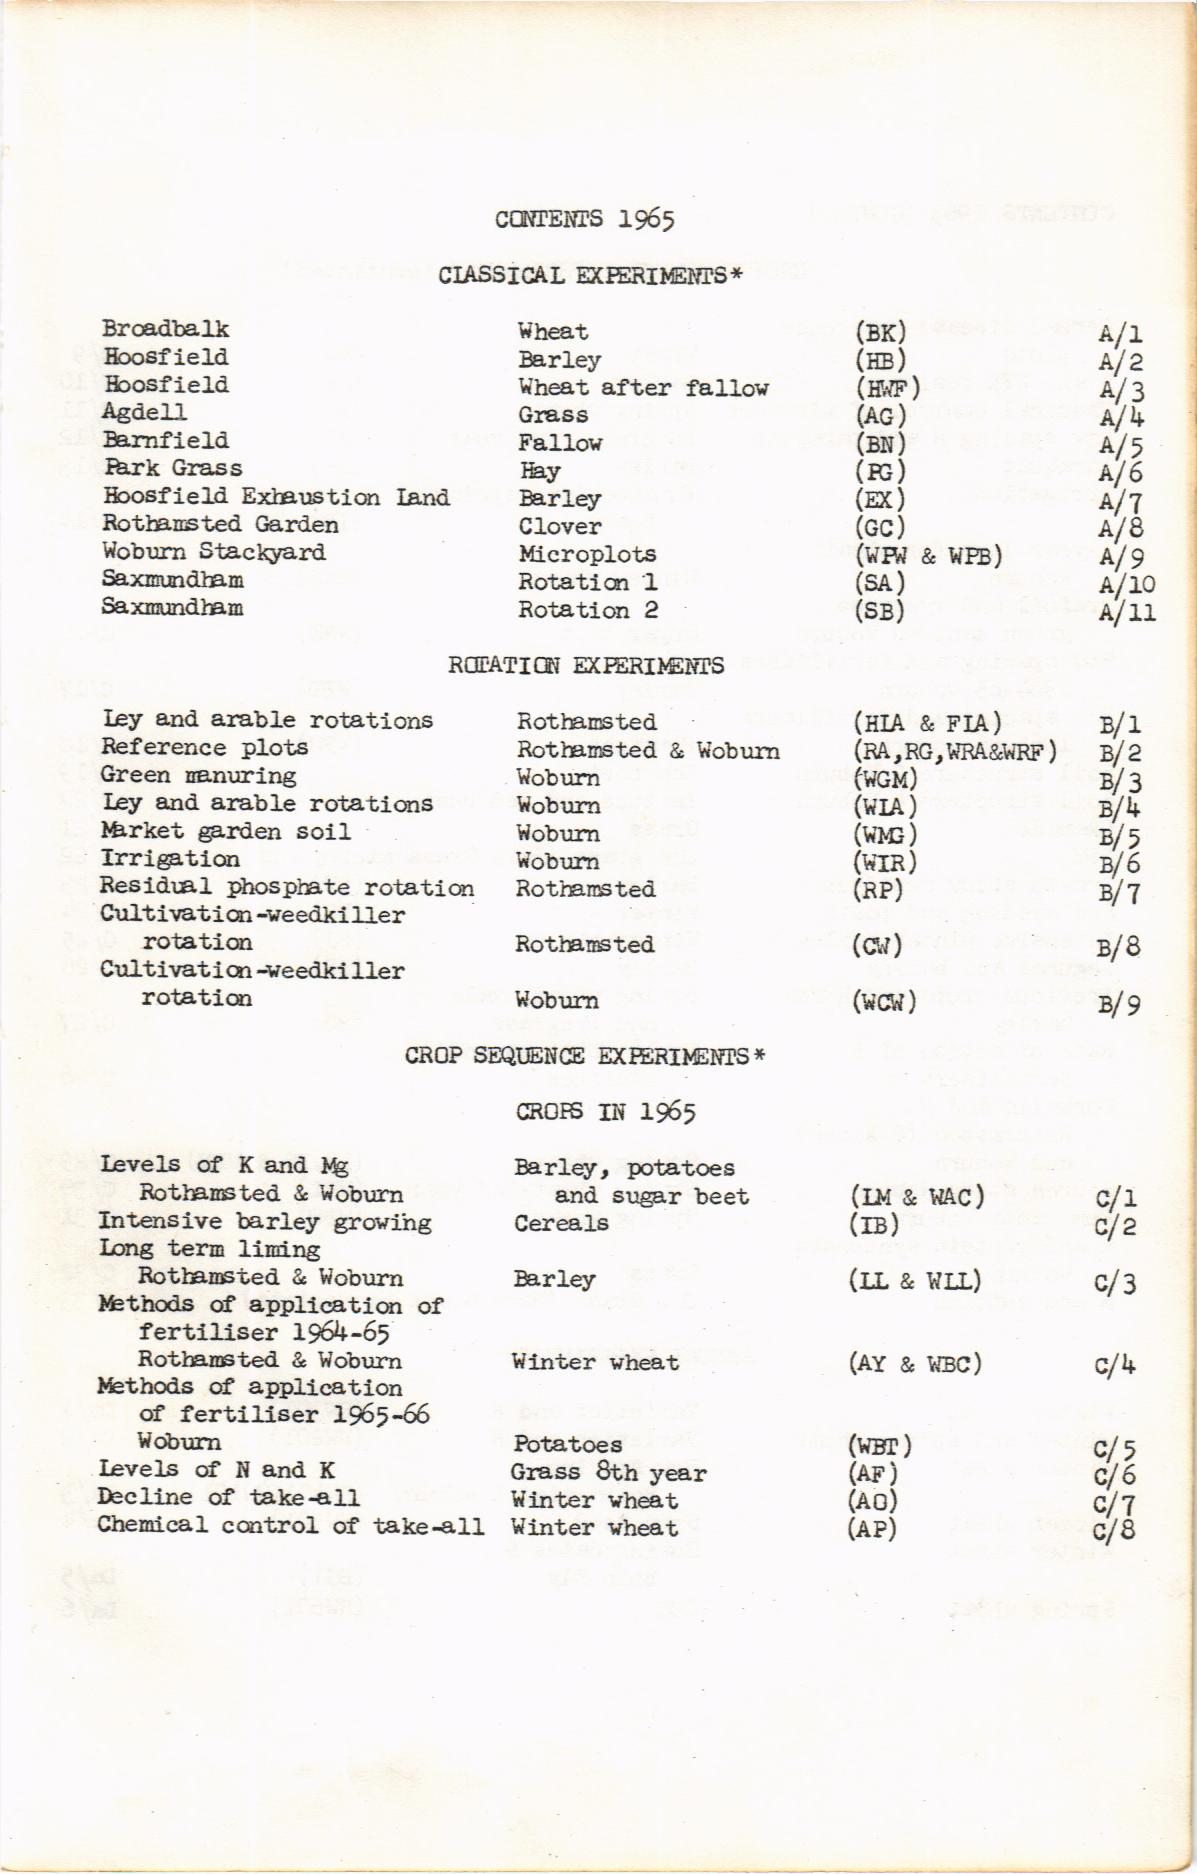 CONTENTS 1965
CLASSICAL EXPERIMENTS*
Broadbalk Wheat (BK) A/1
Hoosfield Barley (HB) A/2
Hoosfield Wheat after fallow (HWF) A/3
Agdell Grass (AG) A/4
Barnfield Fallow (BN) A/5
Park Grass Hay (PG) A/6
Hoosfield Exhaustion Land Barley (EX) A/7
Rothamsted Garden Clover (GC) A/8
Woburn Stackyard Microplots (WPW & WPB) A/9
Saxmundham Rotation 1 (SA) A/10
Saxmundham Rotation 2 (SB) A/11
ROTATION EXPERIMENTS
Ley and arable rotations Rothamsted (HLA & FLA) B/1
Reference plots Rothamsted & Woburn (RA,RG,WRA&WRF) B/2
Green manuring Woburn (WGM) B/3
Ley and arable rotations Woburn (WLA) B/4
Market garden soil Woburn (WMG) B/5
Irrigation Woburn (WIR) B/6
Residual phosphate rotation Rothamsted (RP) B/7
Cultivation-weedkiller
rotation Rothamsted (CW) B/8
Cultivation-weedkiller
rotation Woburn (WCW) B/9
CROP SEQUENCE EXPERIMENTS*
CROPS IN 1965
Levels of K and Mg Barley, potatoes
Rothamsted & Woburn and sugar beet (LM & WAC) C/1
Intensive barley growing Cereals (IB) C/2
Long term liming
Rothamsted & Woburn Barley (LL & WLL) C/3
Methods of application of
fertiliser 1964-65
Rothamsted & Woburn Winter wheat (AY & WBC) C/4
Methods of application
of fertiliser 1965-66
Woburn Potatoes (WBT) C/5
Levels of N and K Grass 8th year (AF) C/6
Decline of take-all Winter wheat (AO) C/7
Chemical control of take-all Winter wheat (AP) C/8